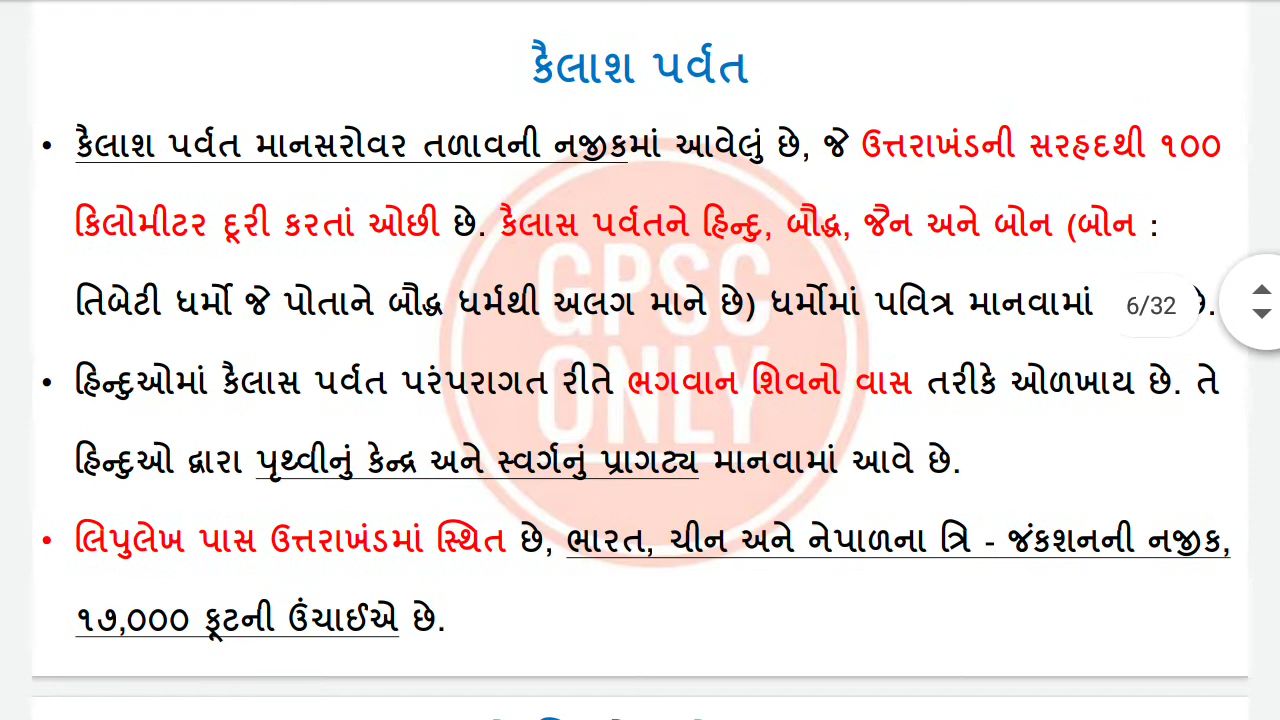 કૈલાશ પર્વત
• કૈલાશ પર્વત માનસરોવર તળાવની નજીકમાં આવેલું છે, જે ઉત્તરાખંડની સરહદથી ૧૦૦
કિલોમીટર દૂરી કરતાં ઓછી છે. કૈલાસ પર્વતને હિન્દુ, બૌદ્ધ, જૈન અને બોન (બોન :
તિબેટી ધર્મો જે પોતાને બૌદ્ધ ધર્મથી અલગ માને છે) ધર્મોમાં પવિત્ર માનવામાં
6/32
• હિન્દુઓમાં કૈલાસ પર્વત પરંપરાગત રીતે ભગવાન શિવનો વાસ તરીકે ઓળખાય છે. તે
હિન્દુઓ દ્વારા પૃથ્વીનું કેન્દ્ર અને સ્વર્ગનું પ્રાગટ્ય માનવામાં આવે છે.
• લિપુલેખ પાસ ઉત્તરાખંડમાં સ્થિત છે, ભારત, ચીન અને નેપાળના ત્રિ - જંકશનની નજીક,
૧૭,૦૦૦ ફૂટની ઉંચાઈએ છે.
GPSC
ONLY